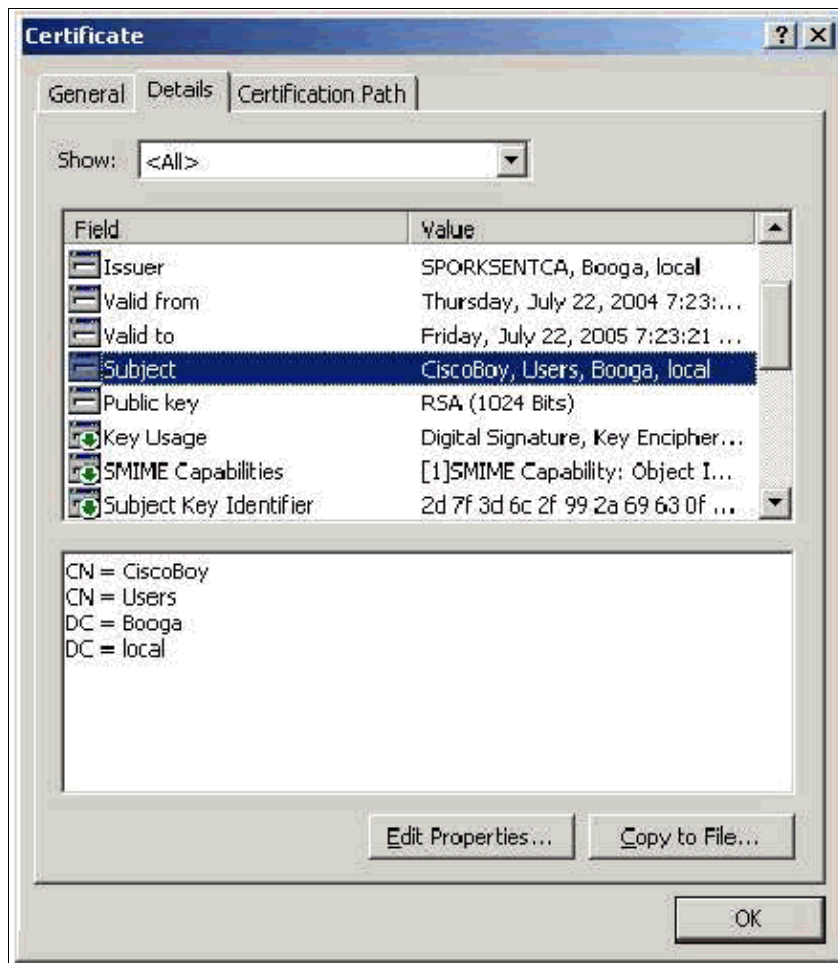 Certificate
General Details Certification Path
Show: <All>
Field Value
Issuer SPORKSENTCA, Booga, local
Valid from Thursday, July 22, 2004 7:23:...
Valid to Friday, July 22, 2005 7:23:21 ...
Subject CiscoBoy, Users, Booga, local
Public key RSA (1024 Bits)
Key Usage Digital Signature, Key Encipher...
SMIME Capabilities [1]SMIME Capability: Object I...
Subject Key Identifier 2d 7f 3d 6c 2f 99 2a 69 63 0f ...
CN = CiscoBoy
CN = Users
DC = Booga
DC = local
Edit Properties... Copy to File...
OK